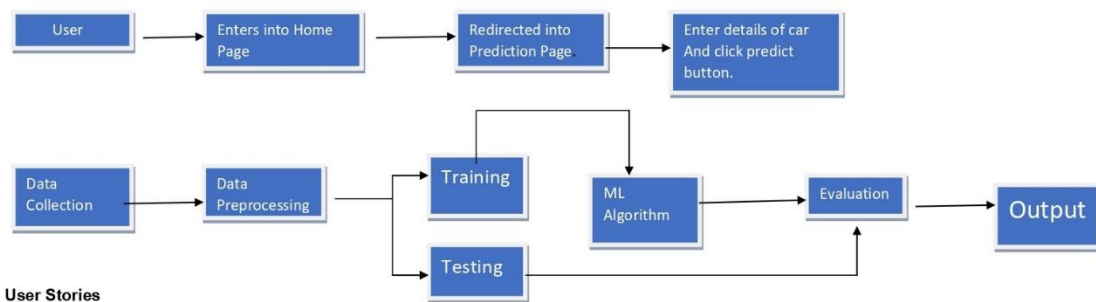 User
Enters into Home
Page
Redirected into
Prediction Page.
Enter details of car
And click predict
button.
Data
Collection
Data
Preprocessing
Training
Testing
ML
Algorithm
Evaluation
Output
User Stories